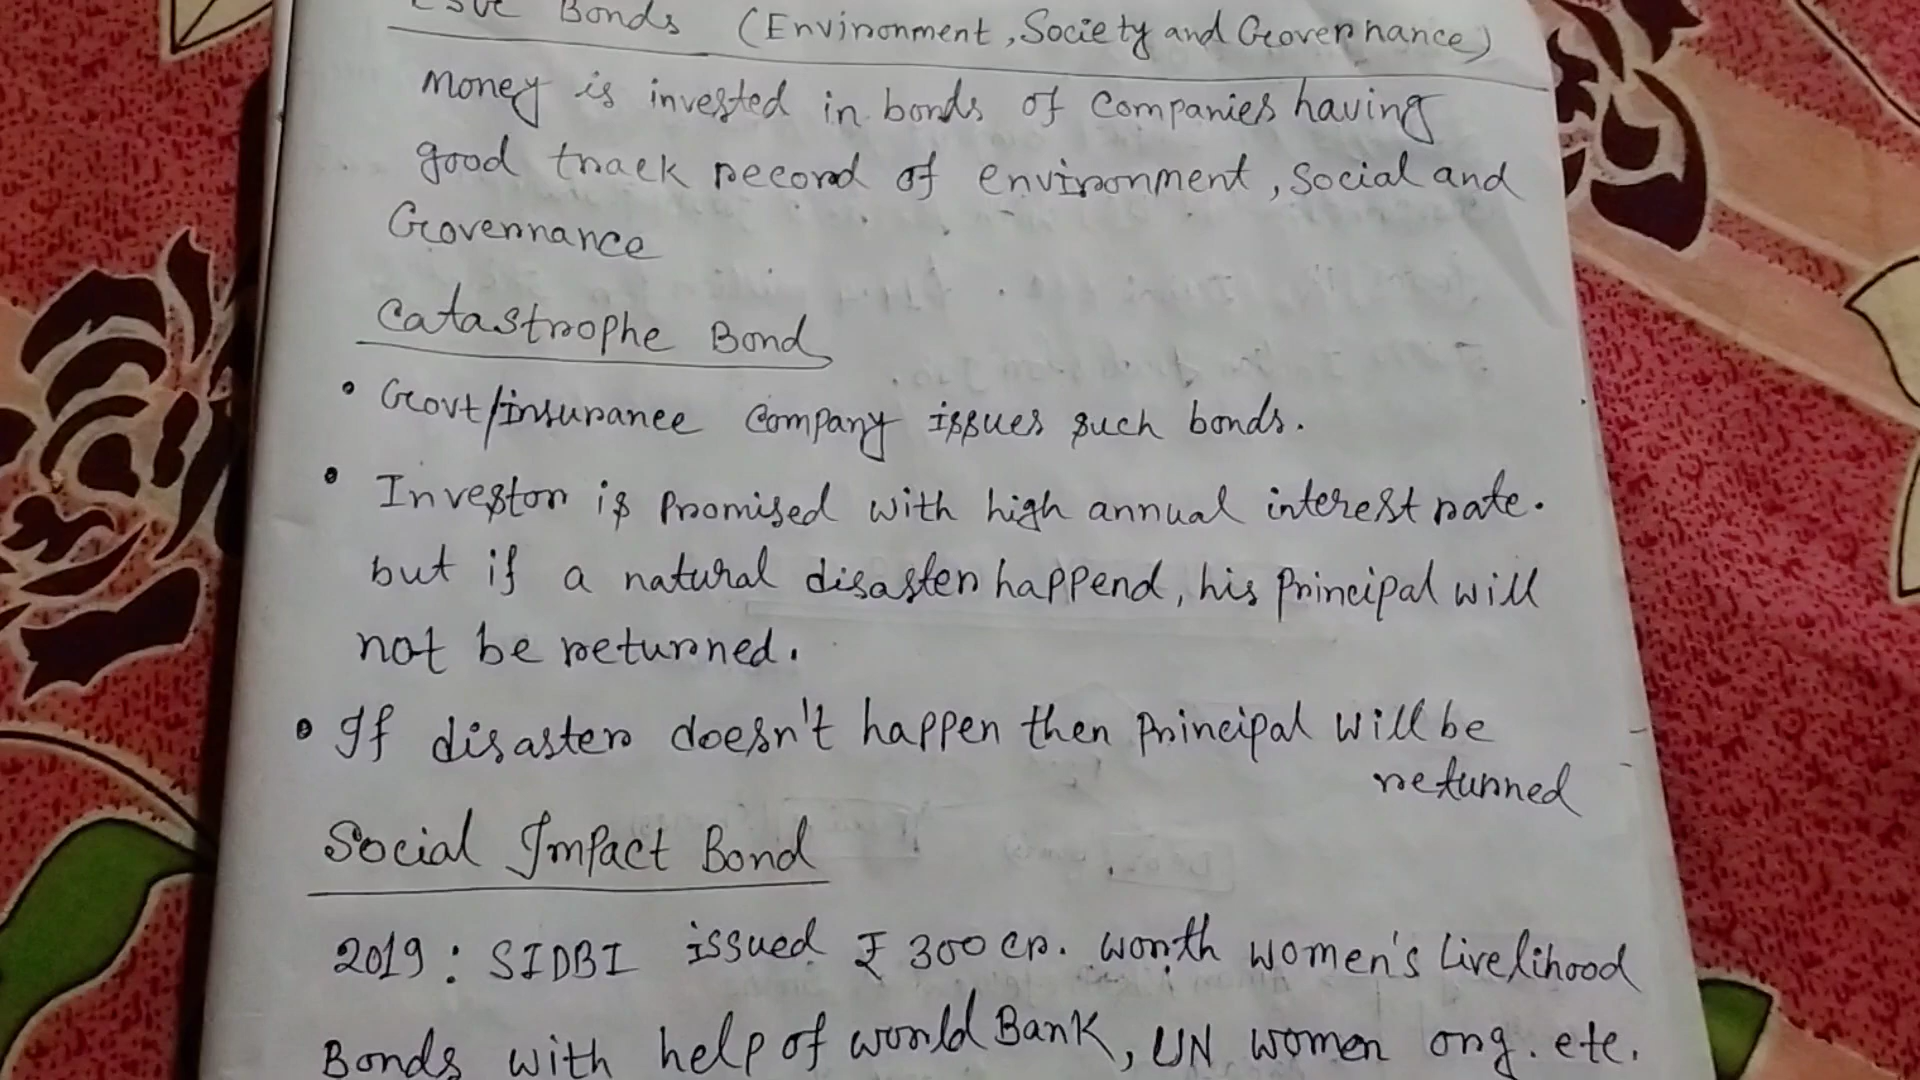 Bonds (Environment, Society and Governance)
Money is invested in bonds of companies having
good track record of environment, social and
Governance
Catastrophe Bond
• Govt/insurance company issues such bonds.
• Investor is promised with high annual interest rate.
but if a natural disaster happend, his principal will
not be returned.
• If disaster doesn't happen then principal will be
returned
Social Impact Bond
2019: SIDBI issued ₹ 300 cr. worth women's livelihood
Bonds with help of world Bank, UN women org. etc.